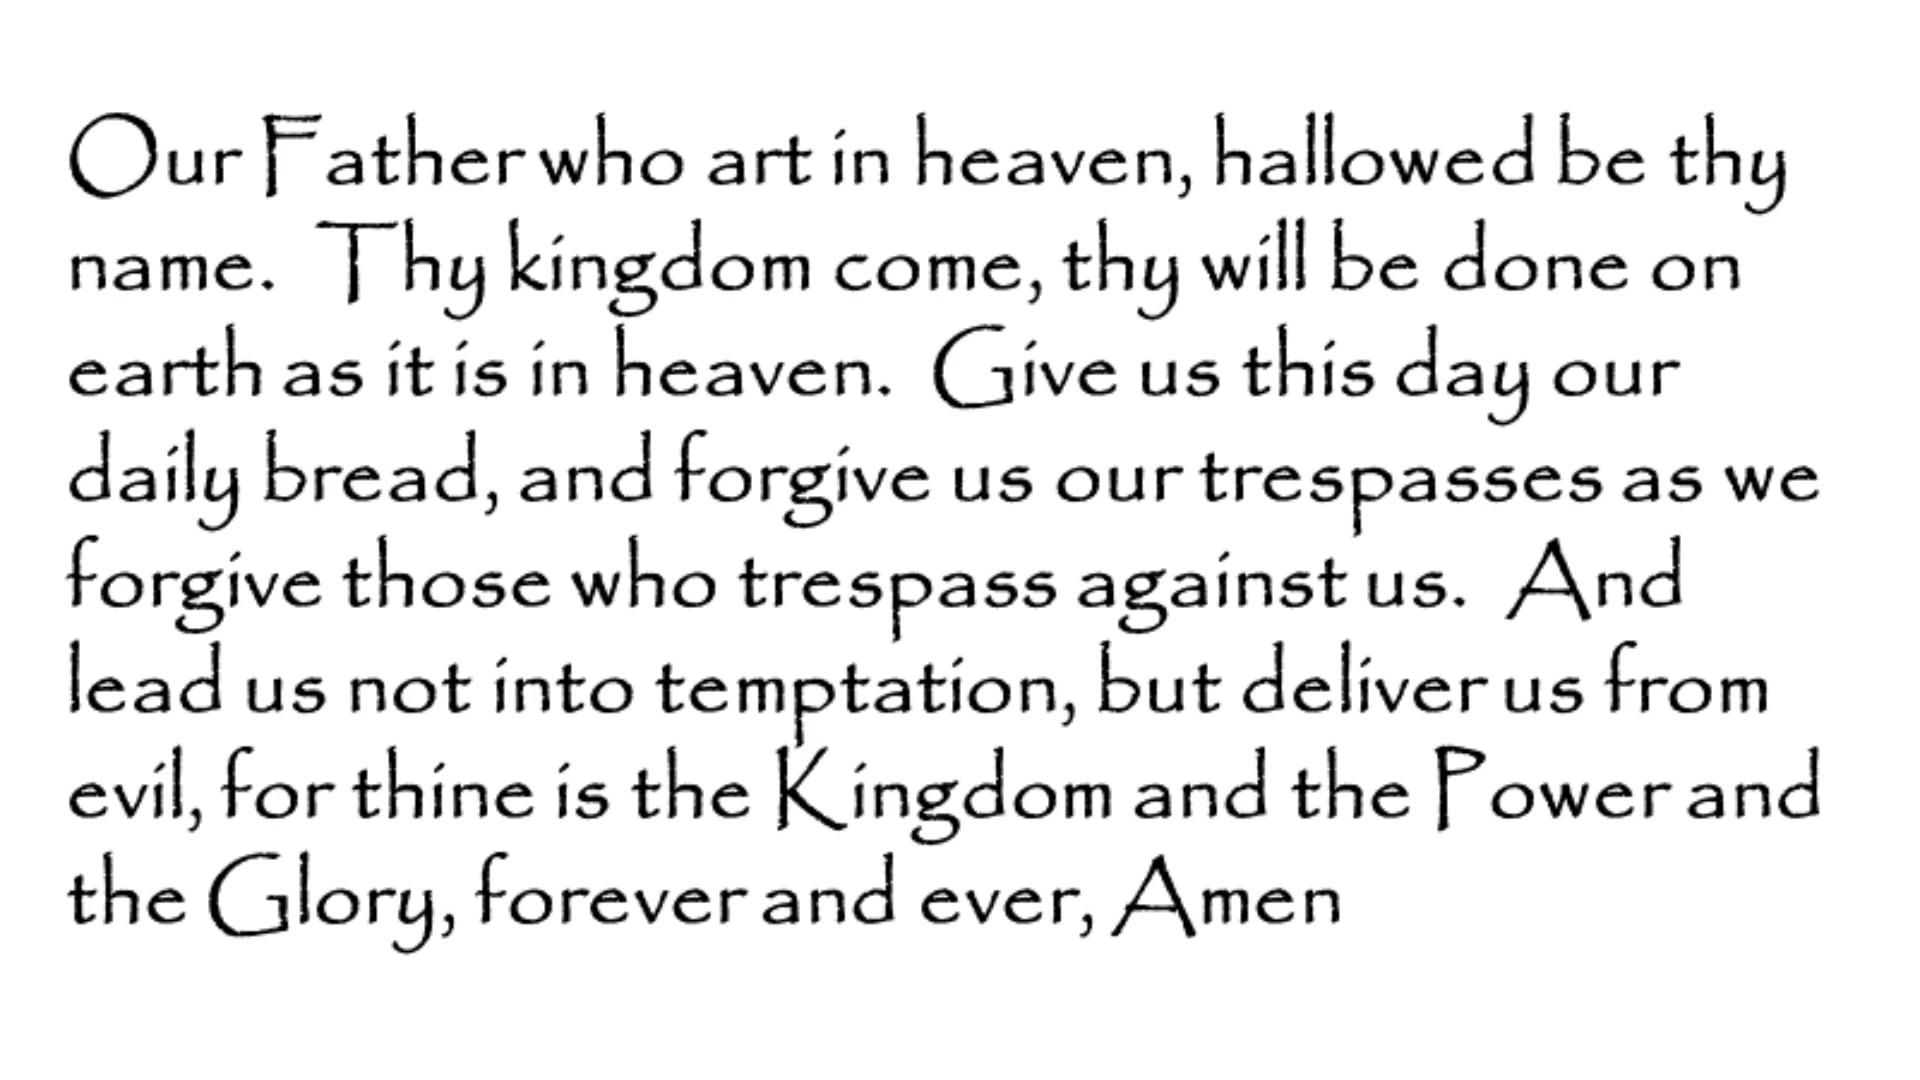 Our Father who art in heaven, hallowed be thy
name.  Thy kingdom come, thy will be done on
earth as it is in heaven.  Give us this day our
daily bread, and forgive us our trespasses as we
forgive those who trespass against us.  And
lead us not into temptation, but deliver us from
evil, for thine is the Kingdom and the Power and
the Glory, forever and ever, Amen